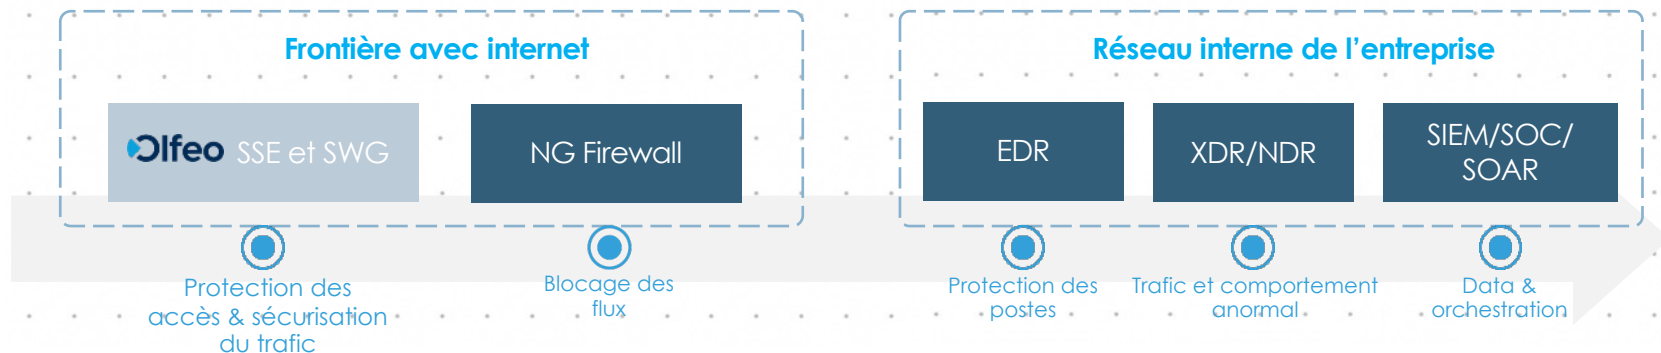 Frontière avec internet
Réseau interne de l’entreprise
Olfeo SSE et SWG
NG Firewall
EDR
XDR/NDR
SIEM/SOC/
SOAR
Protection des
accès & sécurisation
du trafic
Blocage des
flux
Protection des
postes
Trafic et comportement
anormal
Data &
orchestration